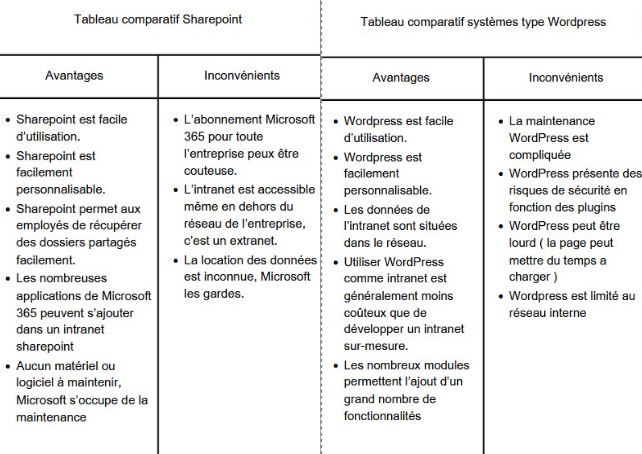 Tableau comparatif Sharepoint
Avantages
Inconvénients
• Sharepoint est facile
d'utilisation.
• Sharepoint est
facilement
personnalisable.
• Sharepoint permet aux
employés de récupérer
des dossiers partagés
facilement.
• Les nombreuses
applications de Microsoft
365 peuvent s'ajouter
dans un intranet
sharepoint
• Aucun matériel ou
logiciel à maintenir,
Microsoft s'occupe de la
maintenance
• L'abonnement Microsoft
365 pour toute
l'entreprise peux être
couteuse.
• L'intranet est accessible
même en dehors du
réseau de l'entreprise,
c'est un extranet.
• La location des données
est inconnue, Microsoft
les gardes.
Tableau comparatif systèmes type Wordpress
Avantages
Inconvénients
• Wordpress est facile
d'utilisation.
• Wordpress est
facilement
personnalisable.
• Les données de
l'intranet sont situées
dans le réseau.
• Utiliser WordPress
comme intranet est
généralement moins
coûteux que de
développer un intranet
sur-mesure.
• Les nombreux modules
permettent l'ajout d'un
grand nombre de
fonctionnalités
• La maintenance
WordPress est
compliquée
• WordPress présente des
risques de sécurité en
fonction des plugins
• WordPress peut être
lourd ( la page peut
mettre du temps a
charger )
• Wordpress est limité au
réseau interne